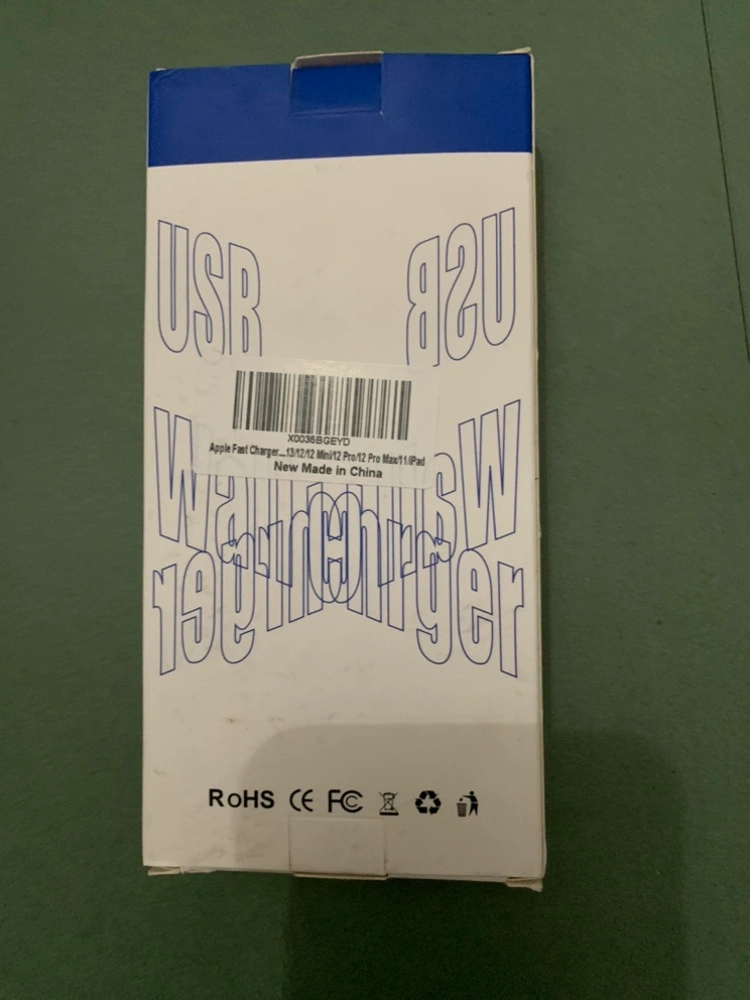 USB USB
X0035BGEYD
Apple Fast Charger....13/12/12 Mini/12 Pro/12 Pro Max/11/iPad
New Made in China
RoHS CE FC